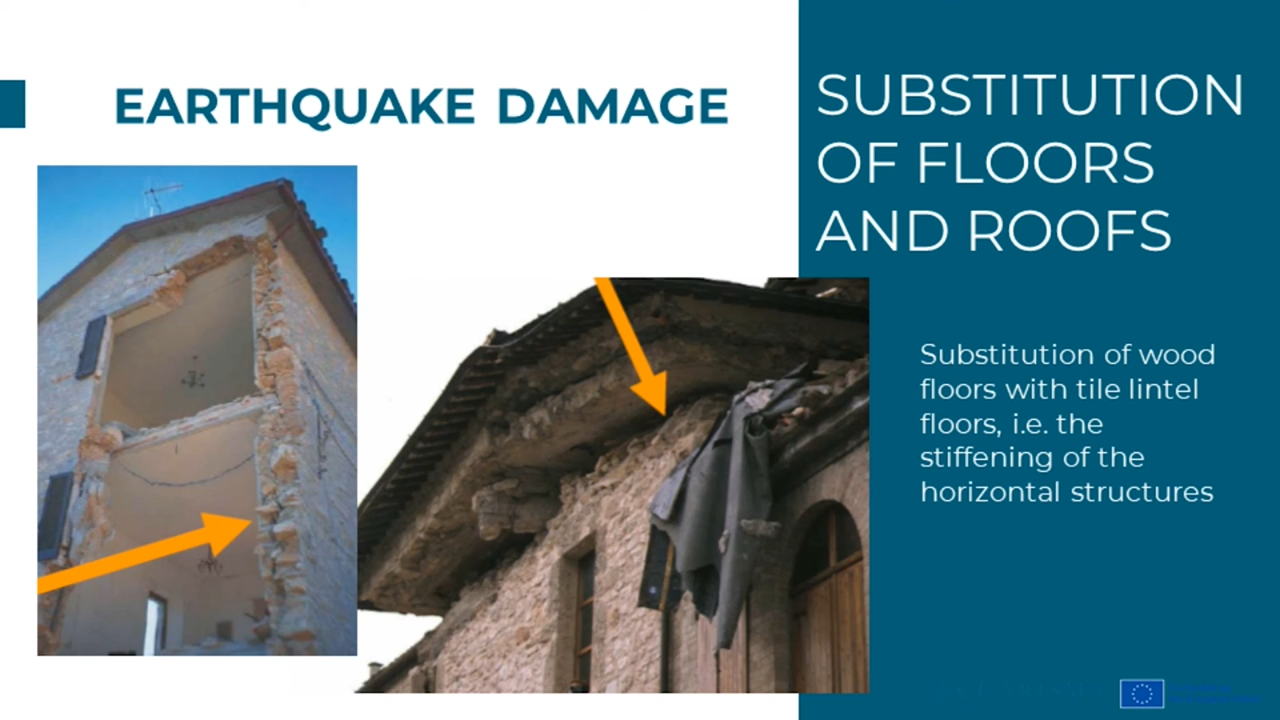 EARTHQUAKE DAMAGE
SUBSTITUTION
OF FLOORS
AND ROOFS
Substitution of wood
floors with tile lintel
floors, i.e. the
stiffening of the
horizontal structures